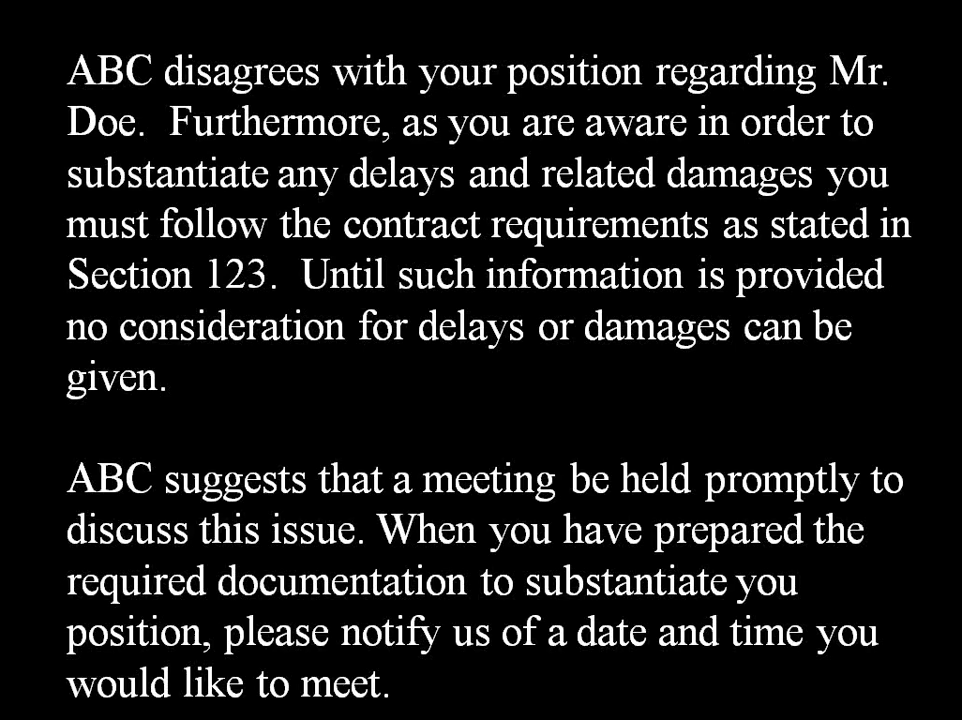 ABC disagrees with your position regarding Mr.
Doe.  Furthermore, as you are aware in order to
substantiate any delays and related damages you
must follow the contract requirements as stated in
Section 123.  Until such information is provided
no consideration for delays or damages can be
given.
ABC suggests that a meeting be held promptly to
discuss this issue. When you have prepared the
required documentation to substantiate you
position, please notify us of a date and time you
would like to meet.